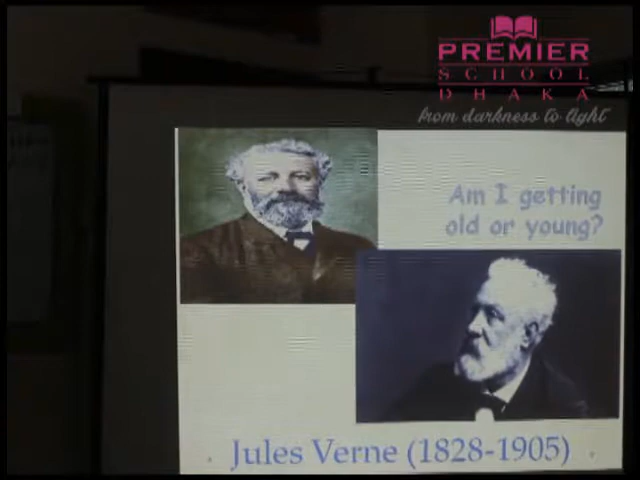 PREMIER
SCHOOL
DHAKA
from darkness to light
Am I getting
old or young?
Jules Verne (1828-1905)